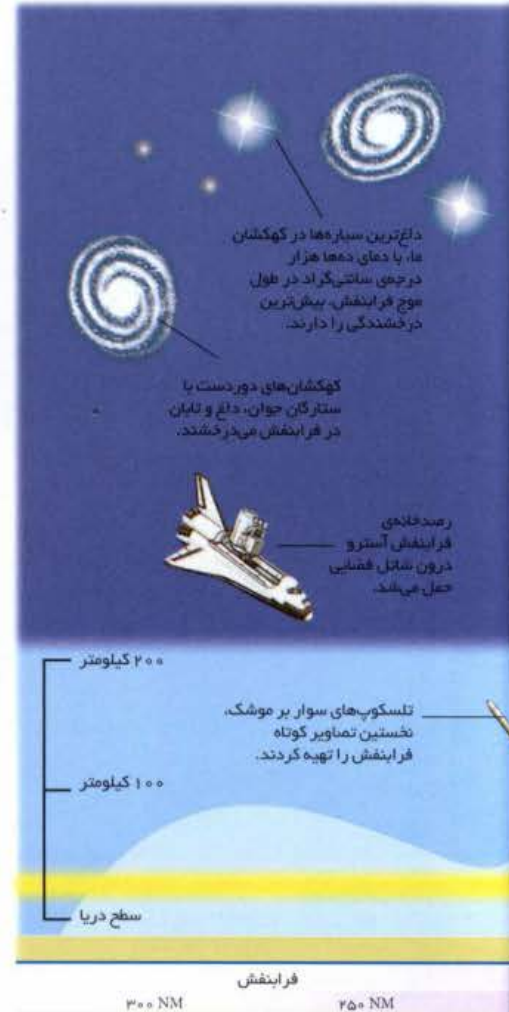 داغ‌ترین سیاره‌ها در کهکشان
ما، با دمای ده‌ها هزار
درجه‌ی سانتی‌گراد در طول
موج فرابنفش، بیش‌ترین
درخشندگی را دارند.
کهکشان‌های دوردست با
ستارگان جوان، داغ و تابان
در فرابنفش می‌درخشند.
رصدخانه‌ی
فرابنفش آسترو
درون شاتل فضایی
حمل می‌شد.
۲۰۰ کیلومتر
تلسکوپ‌های سوار بر موشک،
نخستین تصاویر کوتاه
فرابنفش را تهیه کردند.
۱۰۰ کیلومتر
سطح دریا
فرابنفش
۳۰۰ NM
۲۵۰ NM